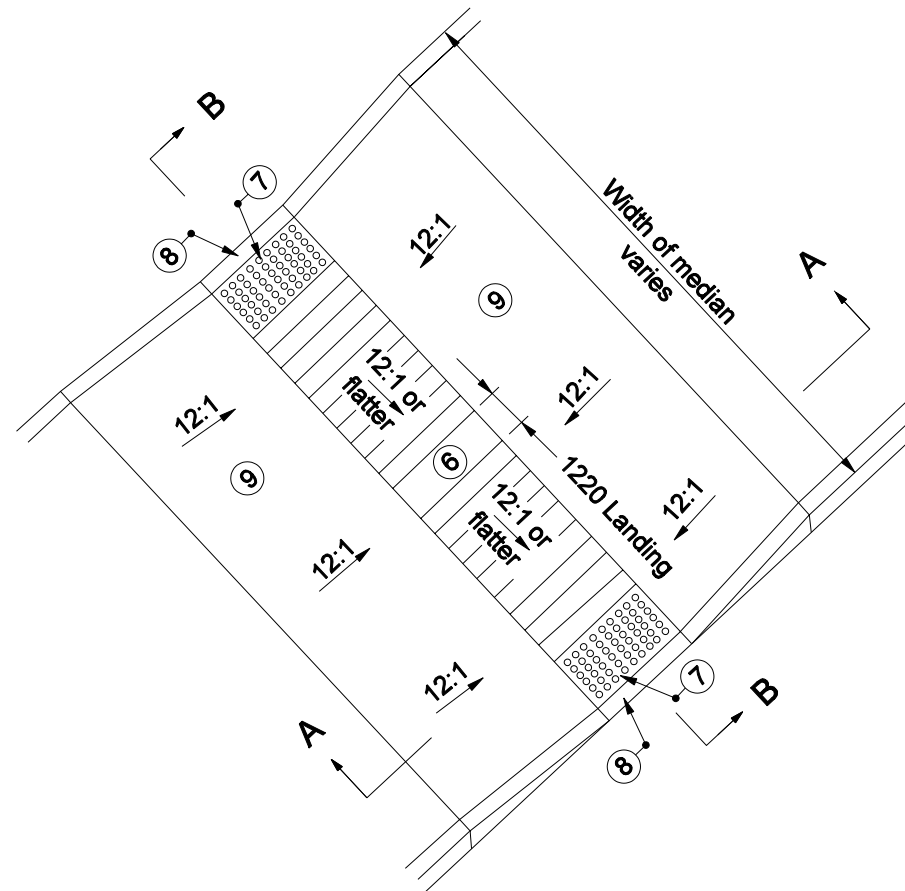 B
7
8
12:1
9
Width of median
varies
A
12:1 or
flatter
12:1
12:1
9
6
1220 Landing
12:1
12:1 or
flatter
12:1
12:1
7
B
A
8